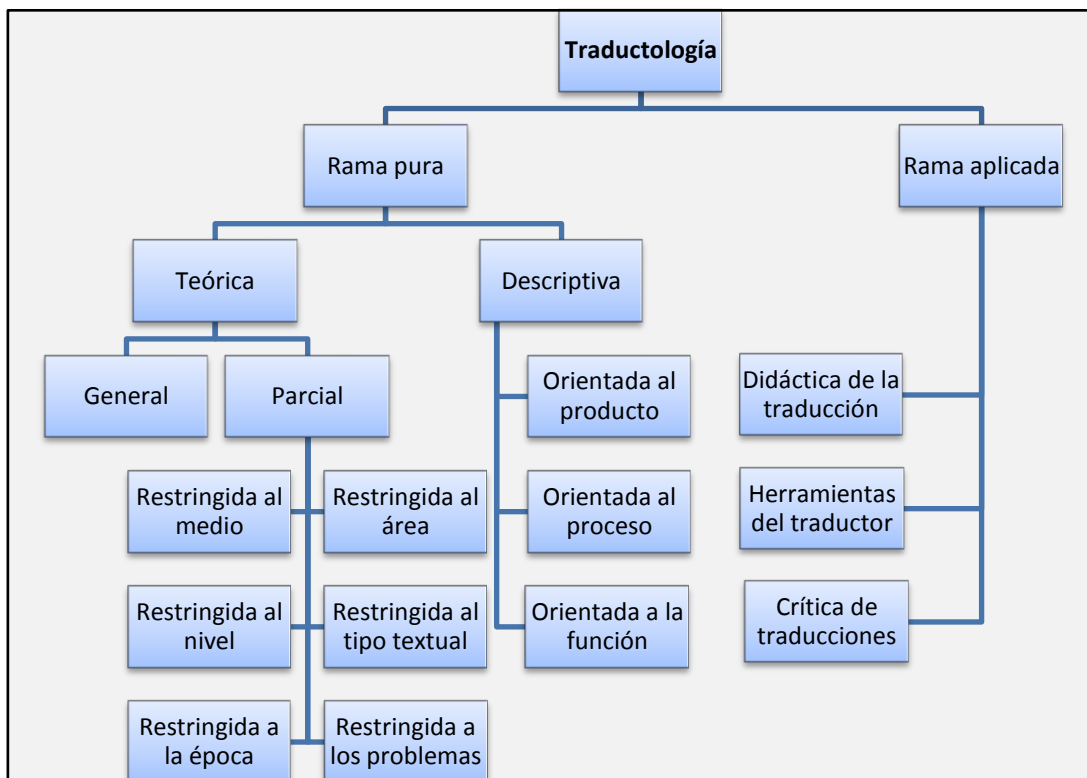 Traductología
Rama pura
Rama aplicada
Teórica
Descriptiva
General
Parcial
Orientada al
producto
Didáctica de la
traducción
Restringida al
medio
Restringida al
área
Orientada al
proceso
Herramientas
del traductor
Restringida al
nivel
Restringida al
tipo textual
Orientada a la
función
Crítica de
traducciones
Restringida a
la época
Restringida a
los problemas